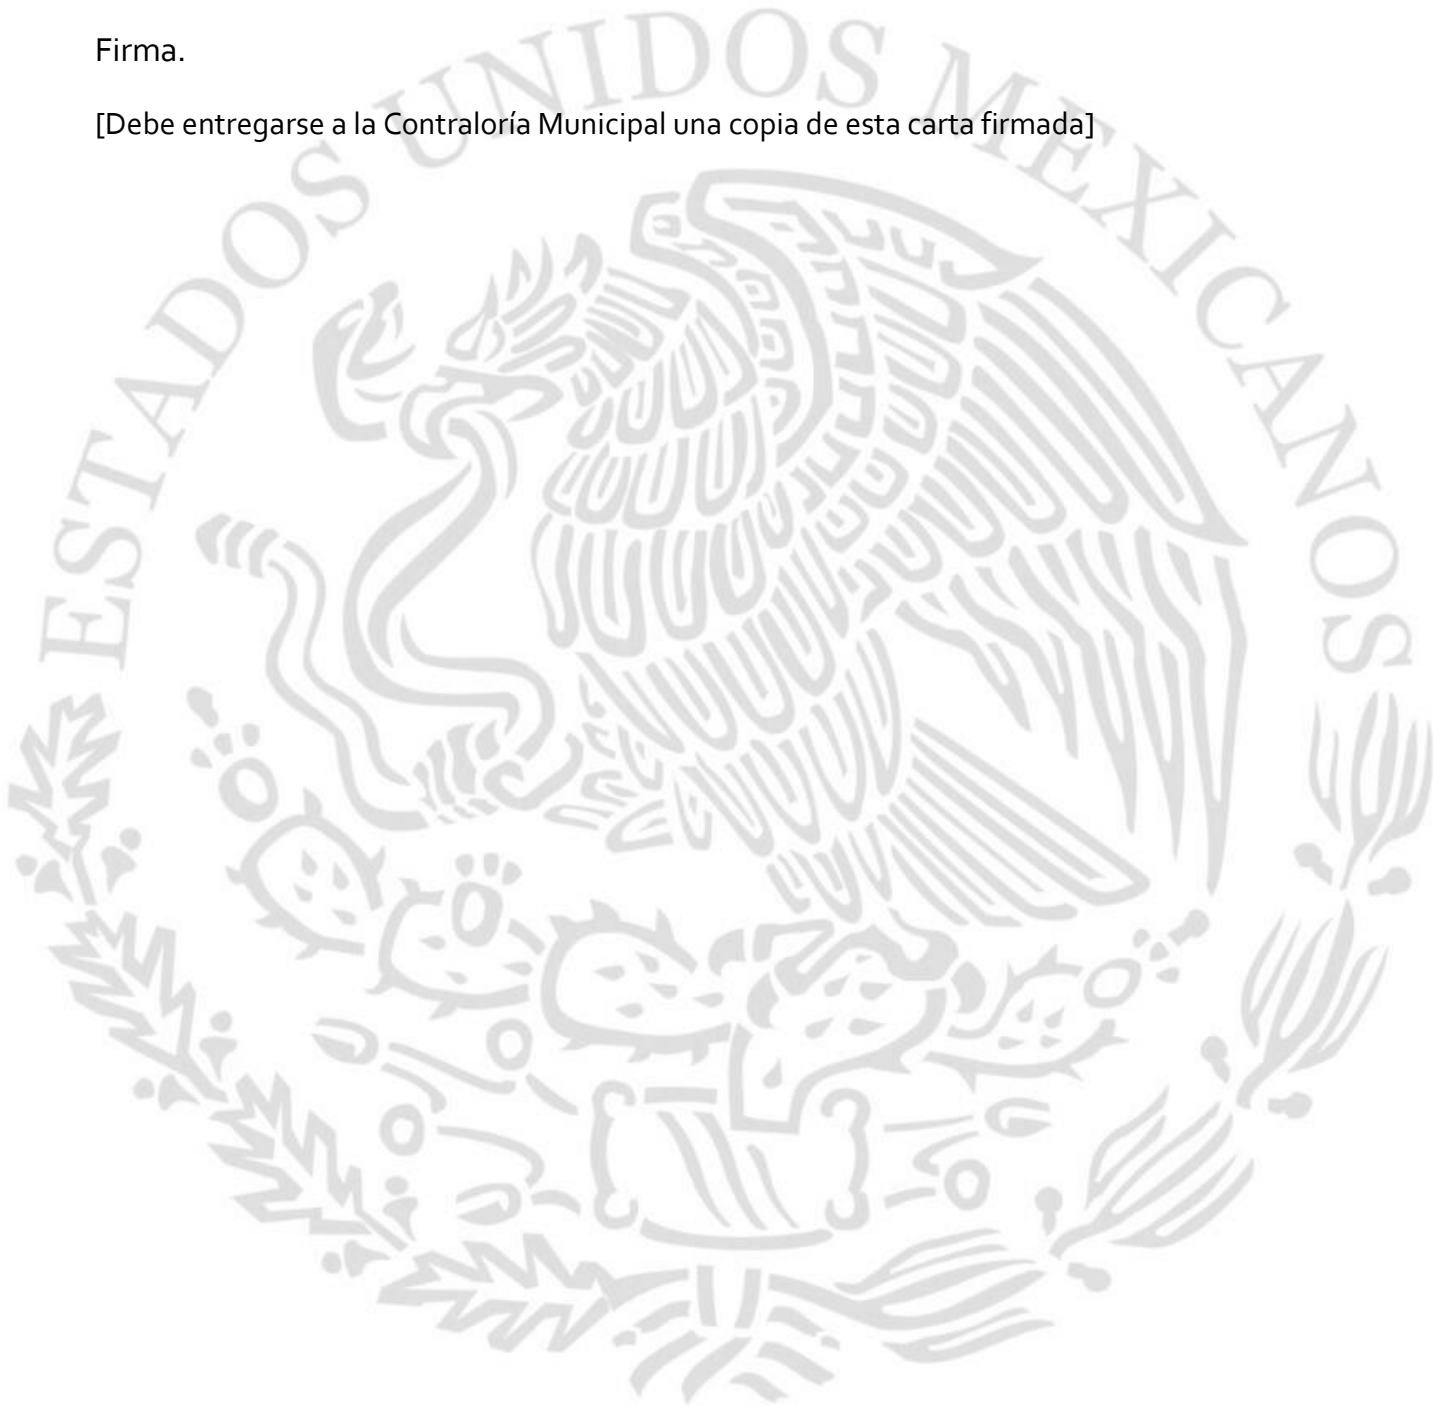 Firma.
[Debe entregarse a la Contraloría Municipal una copia de esta carta firmada]
ESTADOS UNIDOS MEXICANOS